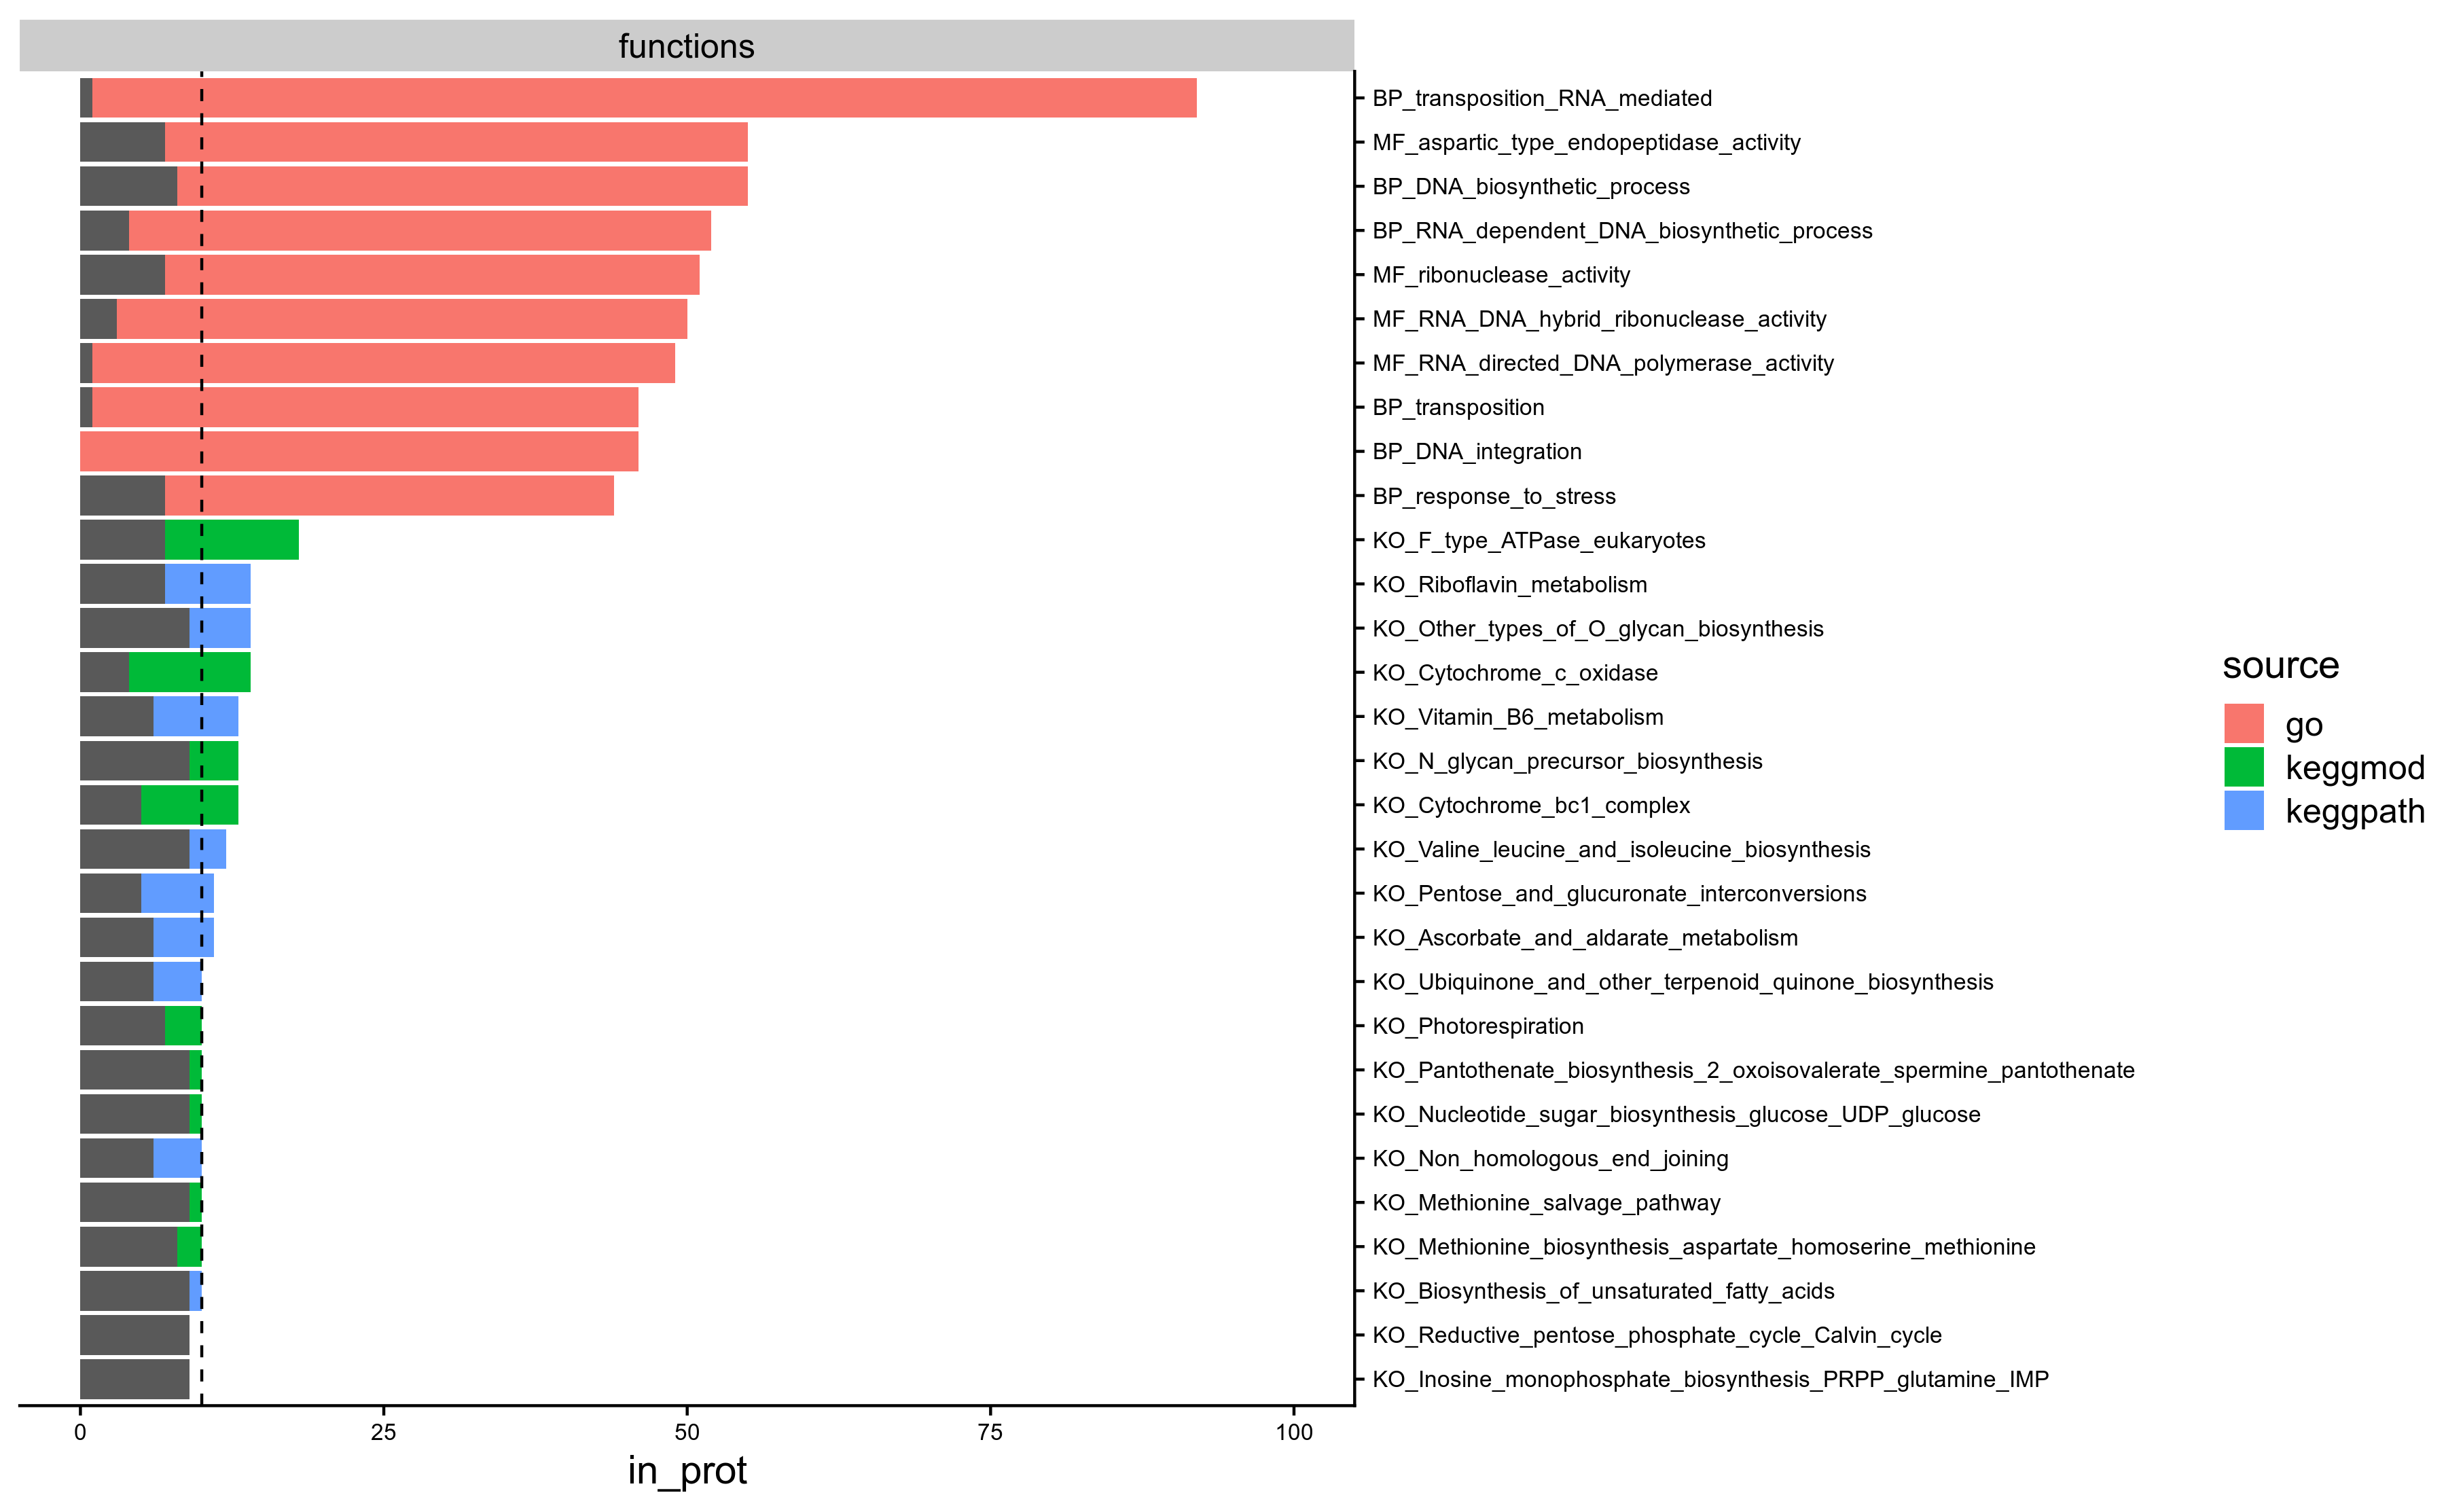 functions
BP_transposition_RNA_mediated
MF_aspartic_type_endopeptidase_activity
BP_DNA_biosynthetic_process
BP_RNA_dependent_DNA_biosynthetic_process
MF_ribonuclease_activity
MF_RNA_DNA_hybrid_ribonuclease_activity
MF_RNA_directed_DNA_polymerase_activity
BP_transposition
BP_DNA_integration
BP_response_to_stress
KO_F_type_ATPase_eukaryotes
KO_Riboflavin_metabolism
KO_Other_types_of_O_glycan_biosynthesis
KO_Cytochrome_c_oxidase
KO_Vitamin_B6_metabolism
KO_N_glycan_precursor_biosynthesis
KO_Cytochrome_bc1_complex
KO_Valine_leucine_and_isoleucine_biosynthesis
KO_Pentose_and_glucuronate_interconversions
KO_Ascorbate_and_aldarate_metabolism
KO_Ubiquinone_and_other_terpenoid_quinone_biosynthesis
KO_Photorespiration
KO_Pantothenate_biosynthesis_2_oxoisovalerate_spermine_pantothenate
KO_Nucleotide_sugar_biosynthesis_glucose_UDP_glucose
KO_Non_homologous_end_joining
KO_Methionine_salvage_pathway
KO_Methionine_biosynthesis_aspartate_homoserine_methionine
KO_Biosynthesis_of_unsaturated_fatty_acids
KO_Reductive_pentose_phosphate_cycle_Calvin_cycle
KO_Inosine_monophosphate_biosynthesis_PRPP_glutamine_IMP
0 25 50 75 100
in_prot
source
go
keggmod
keggpath